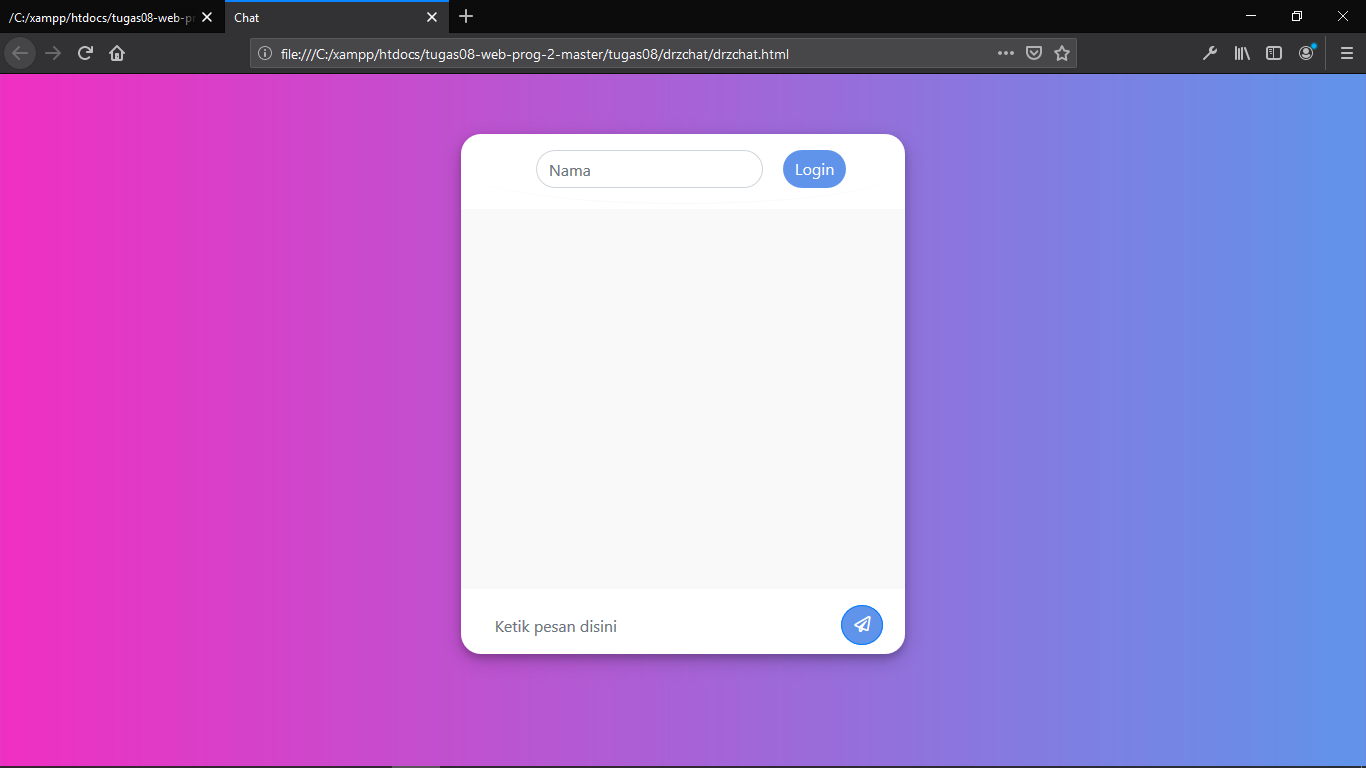 /C:/xampp/htdocs/tugas08-web-pr
Chat
file:///C:/xampp/htdocs/tugas08-web-prog-2-master/tugas08/drzchat/drzchat.html
Nama
Login
Ketik pesan disini